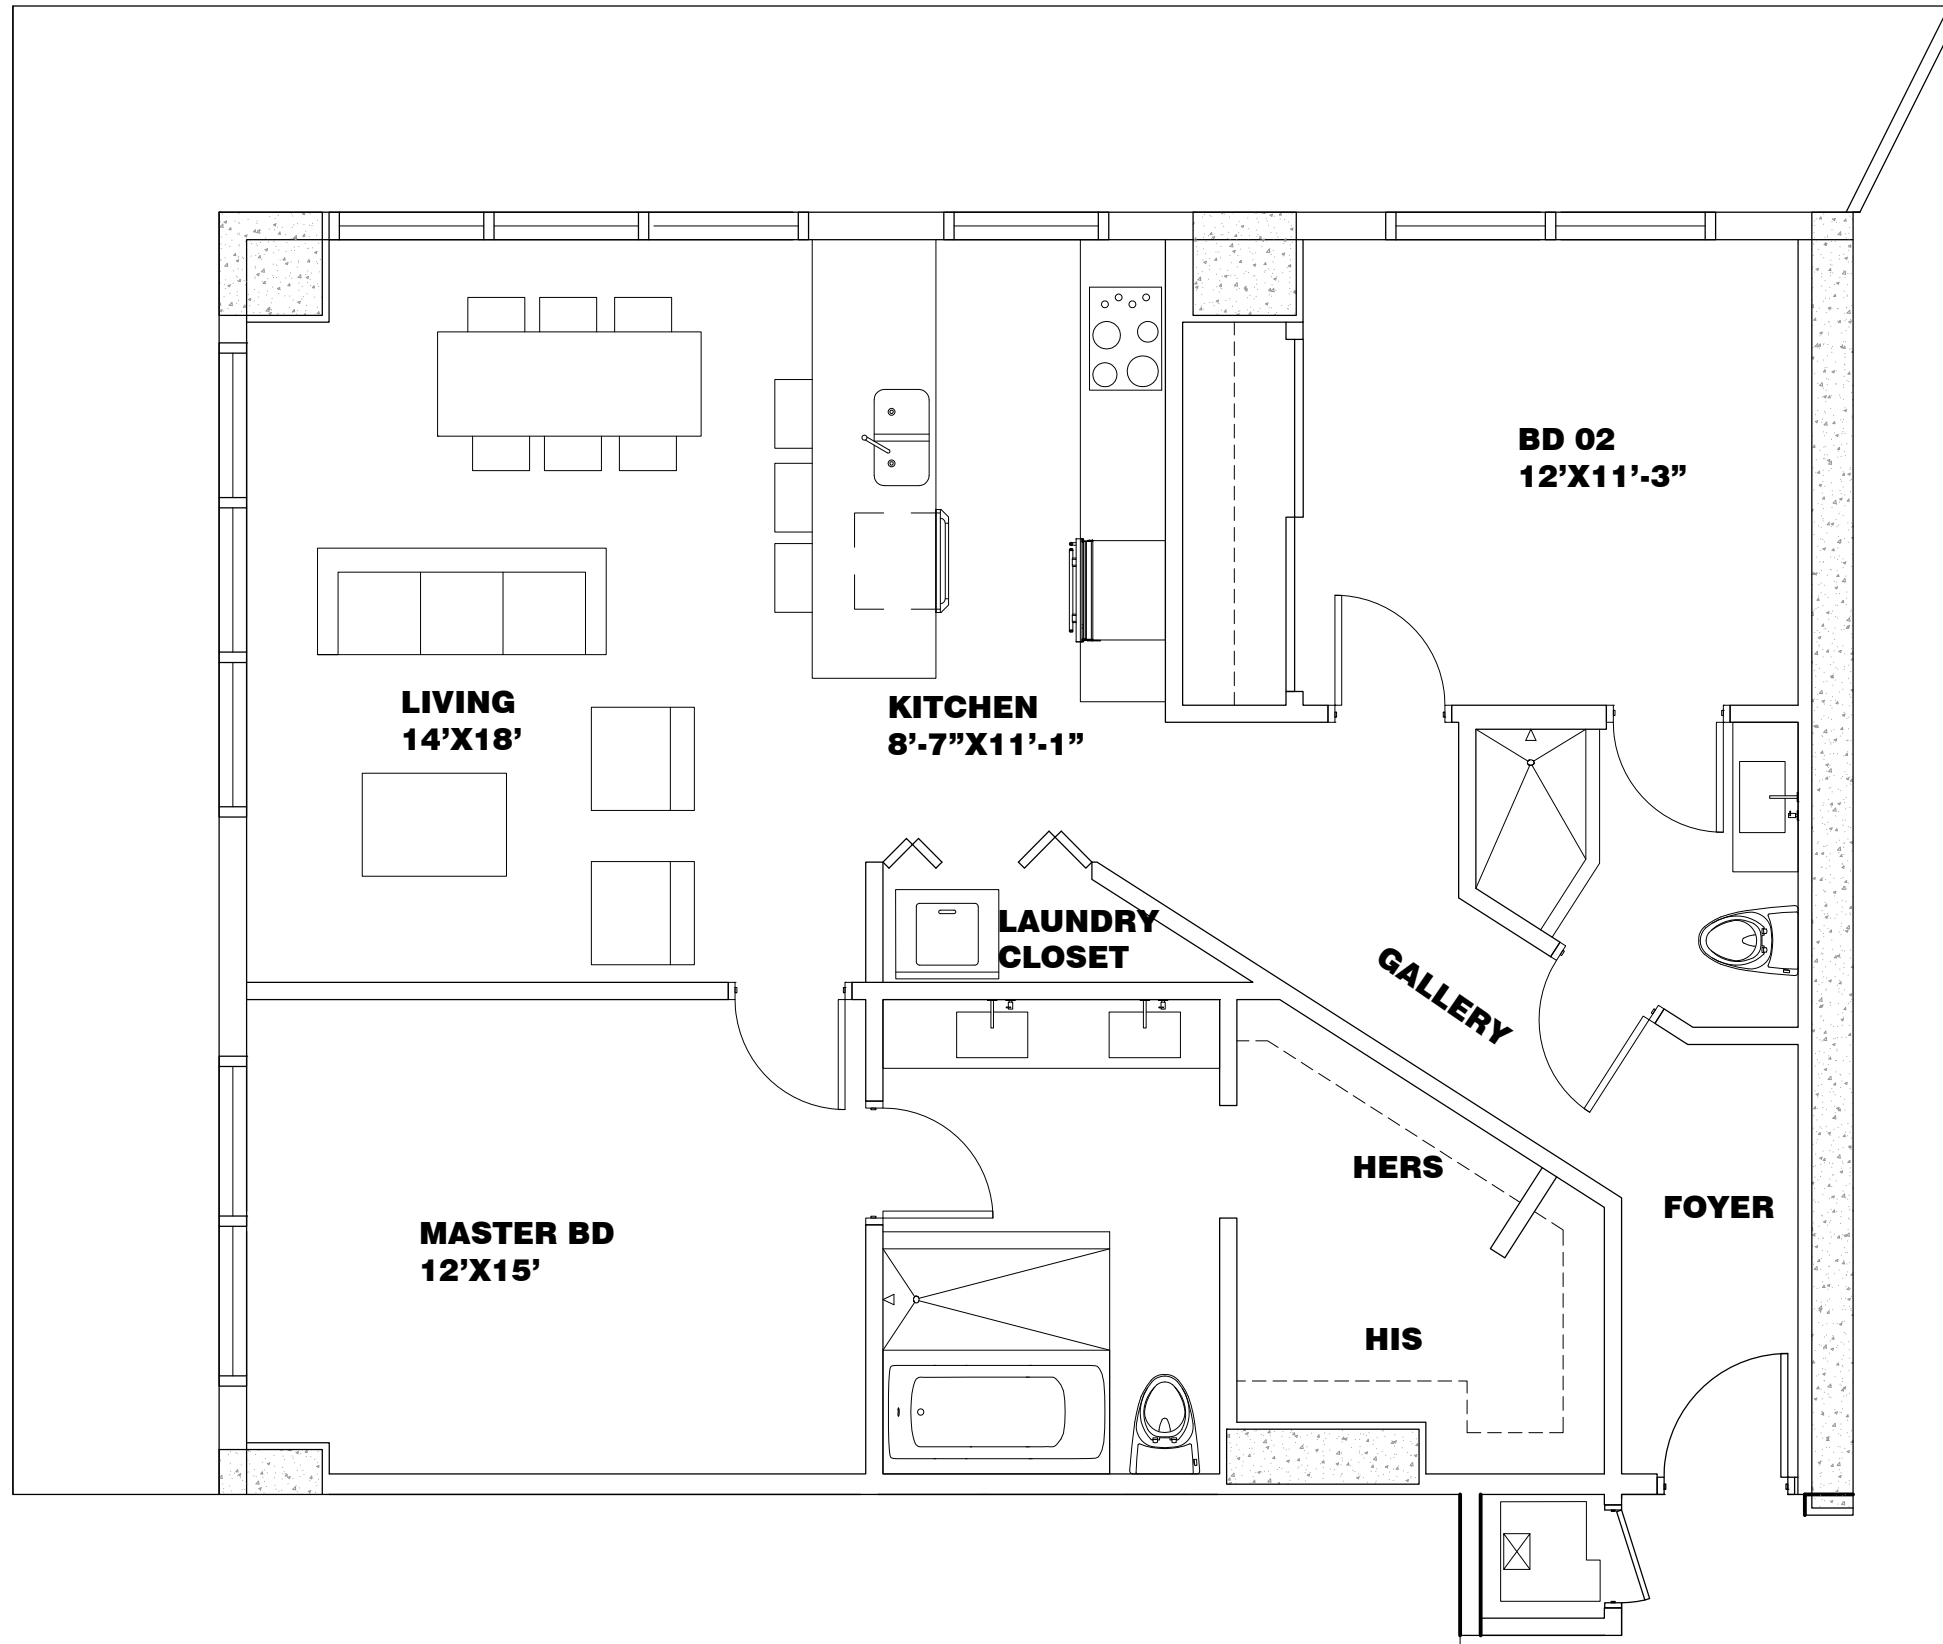 BD 02
12’X11’-3”
LIVING
14’X18’
KITCHEN
8’-7”X11’-1”
LAUNDRY
CLOSET
GALLERY
HERS
FOYER
MASTER BD
12’X15’
HIS